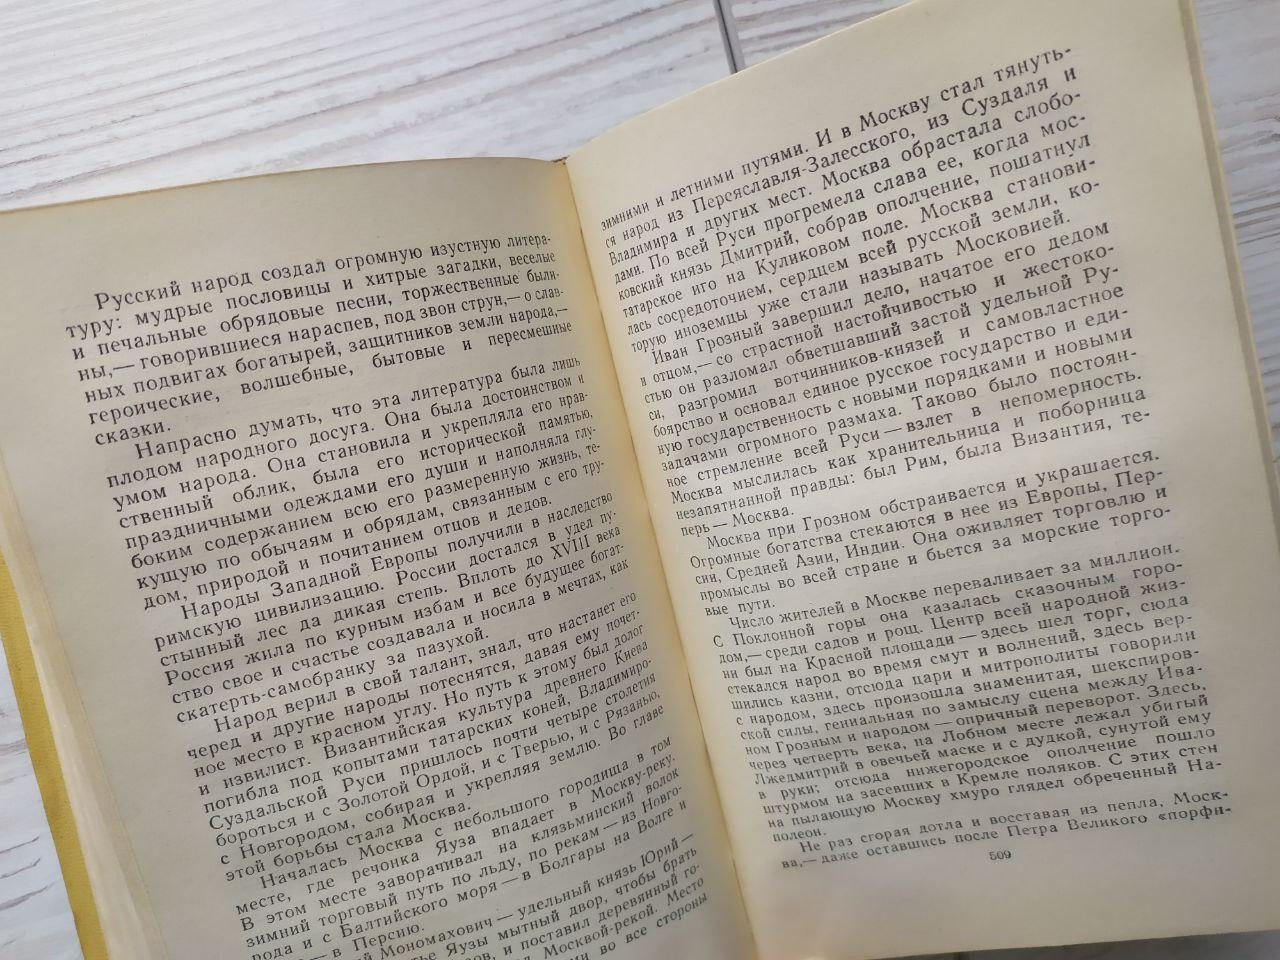 Русский народ создал огромную изустную литера-
туру: мудрые пословицы и хитрые загадки, веселые
и печальные обрядовые песни, торжественные были-
ны,— говорившиеся нараспев, под звон струн,— о слав-
ных подвигах богатырей, защитников земли народа,—
героические, волшебные, бытовые и пересмешные
сказки.
Напрасно думать, что эта литература была лишь
плодом народного досуга. Она была достоинством и
умом народа. Она становила и укрепляла его нрав-
ственный облик, была его исторической памятью,
праздничными одеждами его души и наполняла глу-
боким содержанием всю его размеренную жизнь, те-
кущую по обычаям и обрядам, связанным с его тру-
дом, природой и почитанием отцов и дедов.
Народы Западной Европы получили в наследство
римскую цивилизацию. России достался в удел пу-
стынный лес да дикая степь. Вплоть до XVIII века
Россия жила по курным избам и все будущее богат-
ство свое и счастье создавала и носила в мечтах, как
скатерть-самобранку за пазухой.
Народ верил в свой талант, знал, что настанет его
черед и другие народы потеснятся, давая ему почет-
ное место в красном углу. Но путь к этому был долог
и извилист. Византийская культура древнего Киева
погибла под копытами татарских коней, Владимиро-
Суздальской Руси пришлось почти четыре столетия
бороться и с Золотой Ордой, и с Тверью, и с Рязанью,
с Новгородом, собирая и укрепляя землю. Во главе
этой борьбы стала Москва.
Началась Москва с небольшого городища в том
месте, где речонка Яуза впадает в Москву-реку.
В этом месте заворачивал на клязьминский волок
зимний торговый путь по льду, по рекам — из Новго-
рода и с Балтийского моря — в Болгары на Волге и
— в Персию.
Мономахович — удельный князь Юрий —
Яузы мытный двор, чтобы брать
и поставил деревянный го-
Москвой-рекой. Место
во все стороны
зимними и летними путями. И в Москву стал тянуть-
ся народ из Переяславля-Залесского, из Суздаля и
Владимира и других мест. Москва обрастала слобо-
дами. По всей Руси прогремела слава ее, когда мос-
ковский князь Дмитрий, собрав ополчение, пошатнул
татарское иго на Куликовом поле. Москва станови-
лась сосредоточием, сердцем всей русской земли, ко-
торую иноземцы уже стали называть Московией.
Иван Грозный завершил дело, начатое его дедом
и отцом,— со страстной настойчивостью и жестоко-
стью он разломал обветшавший застой удельной Ру-
си, разгромил вотчинников-князей и самовластное
боярство и основал единое русское государство и еди-
ную государственность с новыми порядками и новыми
задачами огромного размаха. Таково было постоян-
ное стремление всей Руси — взлет в непомерность.
Москва мыслилась как хранительница и поборница
незапятнанной правды: был Рим, была Византия, те-
перь — Москва.
Москва при Грозном обстраивается и украшается.
Огромные богатства стекаются в нее из Европы, Пер-
сии, Средней Азии, Индии. Она оживляет торговлю и
промыслы во всей стране и бьется за морские торго-
вые пути.
Число жителей в Москве переваливает за миллион.
С Поклонной горы она казалась сказочным горо-
дом,— среди садов и рощ. Центр всей народной жиз-
ни был на Красной площади — здесь шел торг, сюда
стекался народ во время смут и волнений, здесь вер-
шились казни, отсюда цари и митрополиты говорили
с народом, здесь произошла знаменитая, шекспиров-
ской силы, гениальная по замыслу сцена между Ива-
ном Грозным и народом — опричный переворот. Здесь,
через четверть века, на Лобном месте лежал убитый
Лжедмитрий в овечьей маске и с дудкой, сунутой ему
в руки; отсюда нижегородское ополчение пошло
штурмом на засевших в Кремле поляков. С этих стен
на пылающую Москву хмуро глядел обреченный На-
полеон.
Не раз сгорая дотла и восставая из пепла, Моск-
ва,— даже оставшись после Петра Великого «порфи-
509